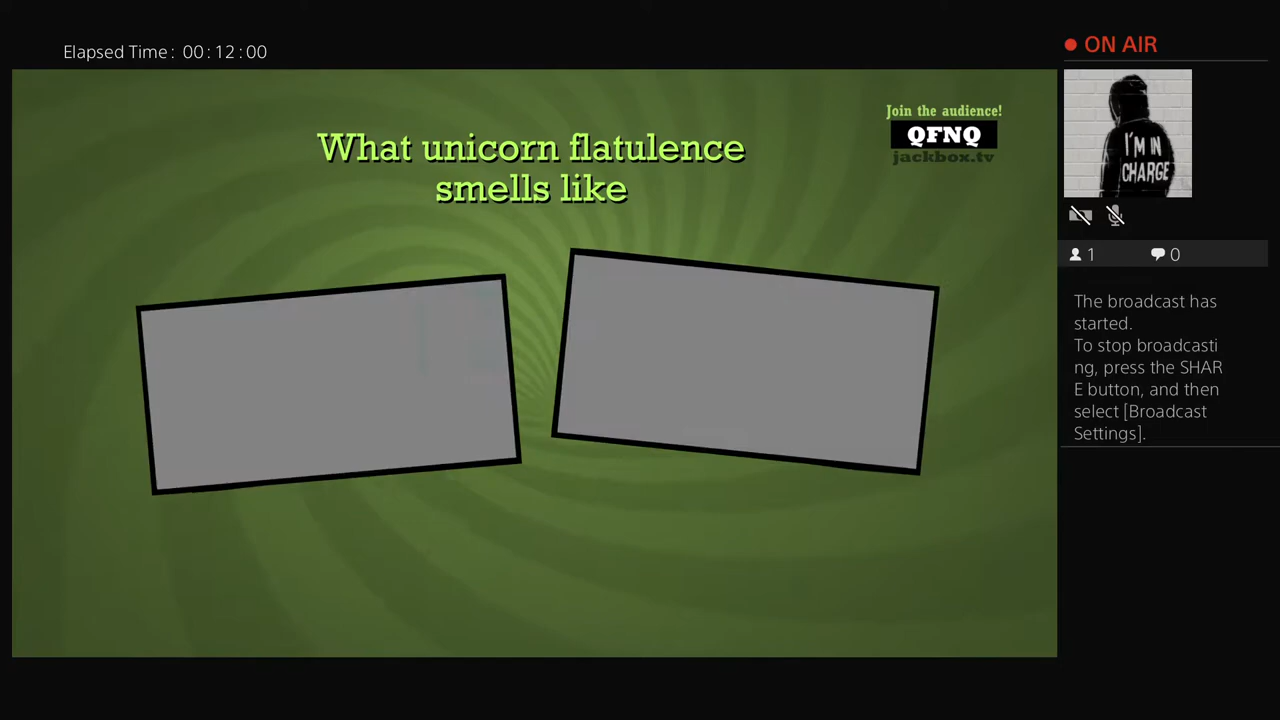 Elapsed Time: 00:12:00
ON AIR
Join the audience!
QFNQ
jackbox.tv
What unicorn flatulence
smells like
I'M IN
CHARGE
1
0
The broadcast has
started.
To stop broadcasti
ng, press the SHAR
E button, and then
select [Broadcast
Settings].